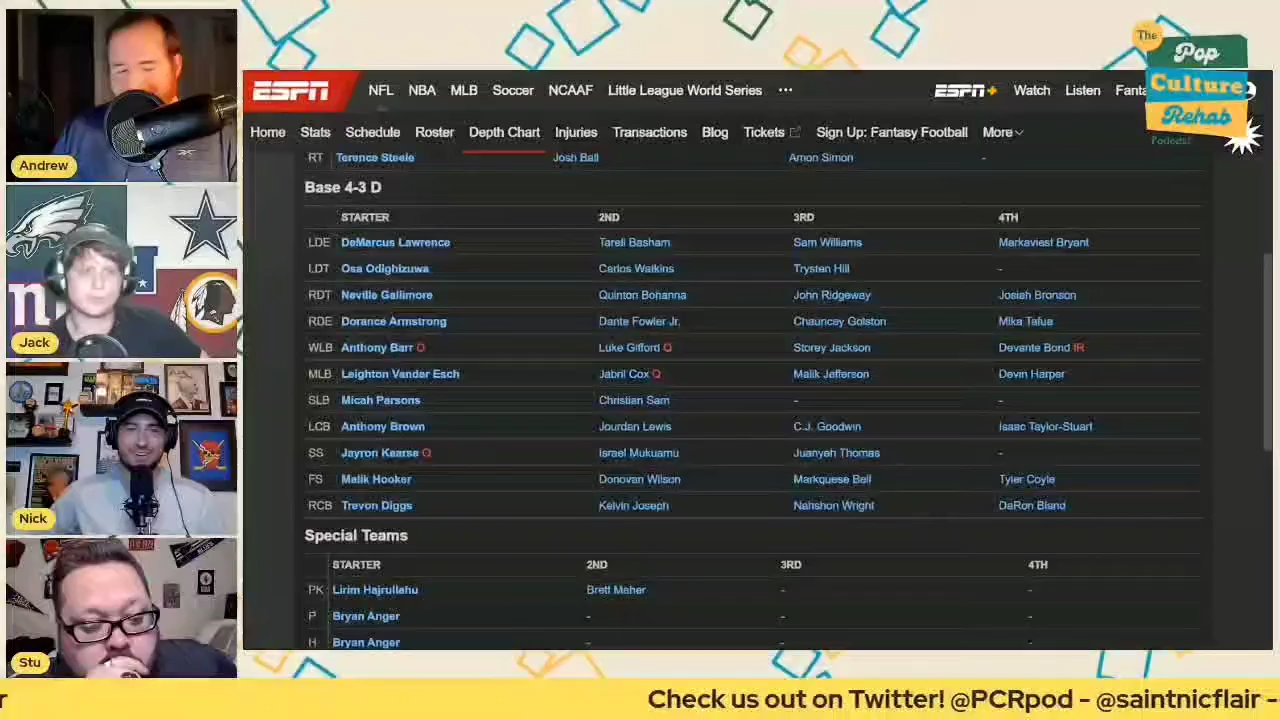 The
Pop
Culture
Rehab
Podcast
Andrew
Jack
Nick
Stu
ESPN NFL NBA MLB Soccer NCAAF Little League World Series ESPN+ Watch Listen Fanta
Home Stats Schedule Roster Depth Chart Injuries Transactions Blog Tickets Sign Up: Fantasy Football More
RT Terence Steele Josh Ball Amon Simon -
Base 4-3 D
STARTER 2ND 3RD 4TH
LDE DeMarcus Lawrence Tarell Basham Sam Williams Markaviest Bryant
LDT Osa Odighizuwa Carlos Watkins Trysten Hill -
RDT Neville Gallimore Quinton Bohanna John Ridgeway Josiah Bronson
RDE Dorance Armstrong Dante Fowler Jr. Chauncey Golston Mika Tafua
WLB Anthony Barr Q Luke Gifford Q Storey Jackson Devante Bond IR
MLB Leighton Vander Esch Jabril Cox Q Malik Jefferson Devin Harper
SLB Micah Parsons Christian Sam - -
LCB Anthony Brown Jourdan Lewis C.J. Goodwin Isaac Taylor-Stuart
SS Jayron Kearse Q Israel Mukuamu Juanyeh Thomas -
FS Malik Hooker Donovan Wilson Markquese Bell Tyler Coyle
RCB Trevon Diggs Kelvin Joseph Nahshon Wright DaRon Bland
Special Teams
STARTER 2ND 3RD 4TH
PK Lirim Hajrullahu Brett Maher - -
P Bryan Anger - - -
H Bryan Anger - - -
r Check us out on Twitter! @PCRpod - @saintnicflair -